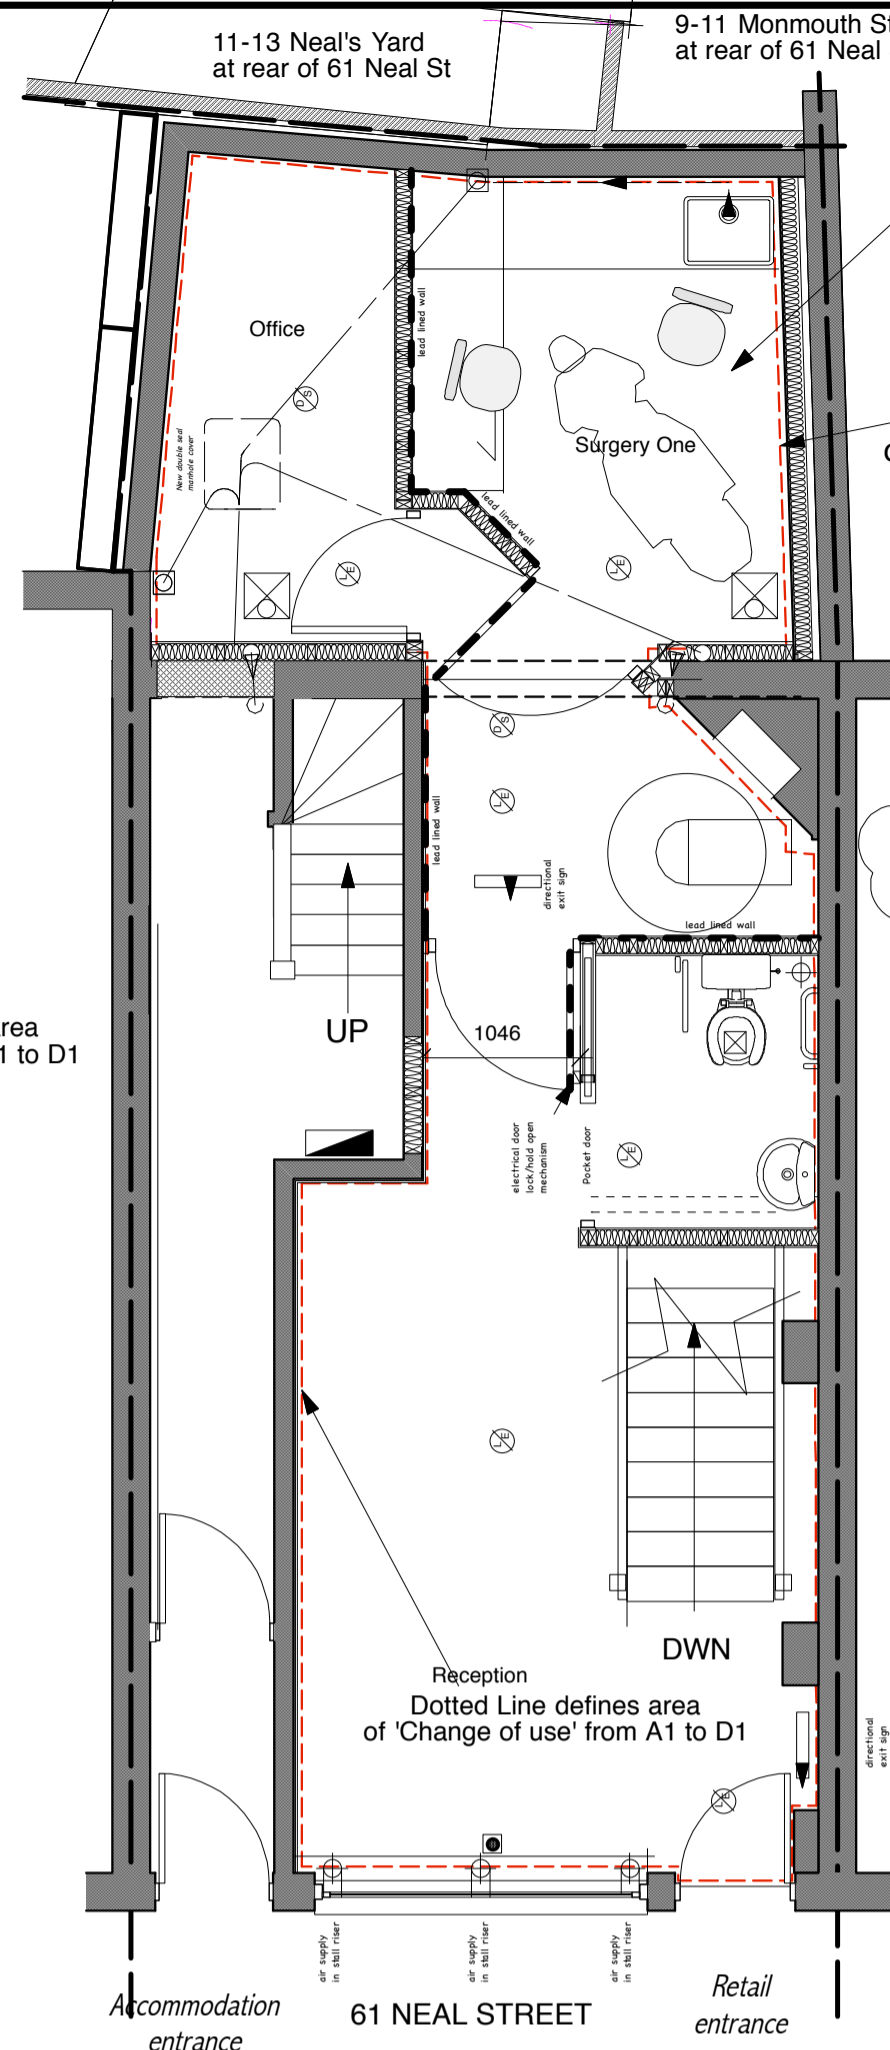 11-13 Neal's Yard
at rear of 61 Neal St
9-11 Monmouth St
at rear of 61 Neal
Office
lead lined wall
D S
New double seal
manhole cover
Surgery One
lead lined wall
L E
L E
D S
L E
lead lined wall
directional
exit sign
lead lined wall
UP
1046
rea
1 to D1
electrical door
lock/hold open
mechanism
Pocket door
L E
L E
DWN
Reception
Dotted Line defines area
of 'Change of use' from A1 to D1
directional
exit sign
L E
air supply
in stall riser
air supply
in stall riser
air supply
in stall riser
Accommodation
entrance
61 NEAL STREET
Retail
entrance